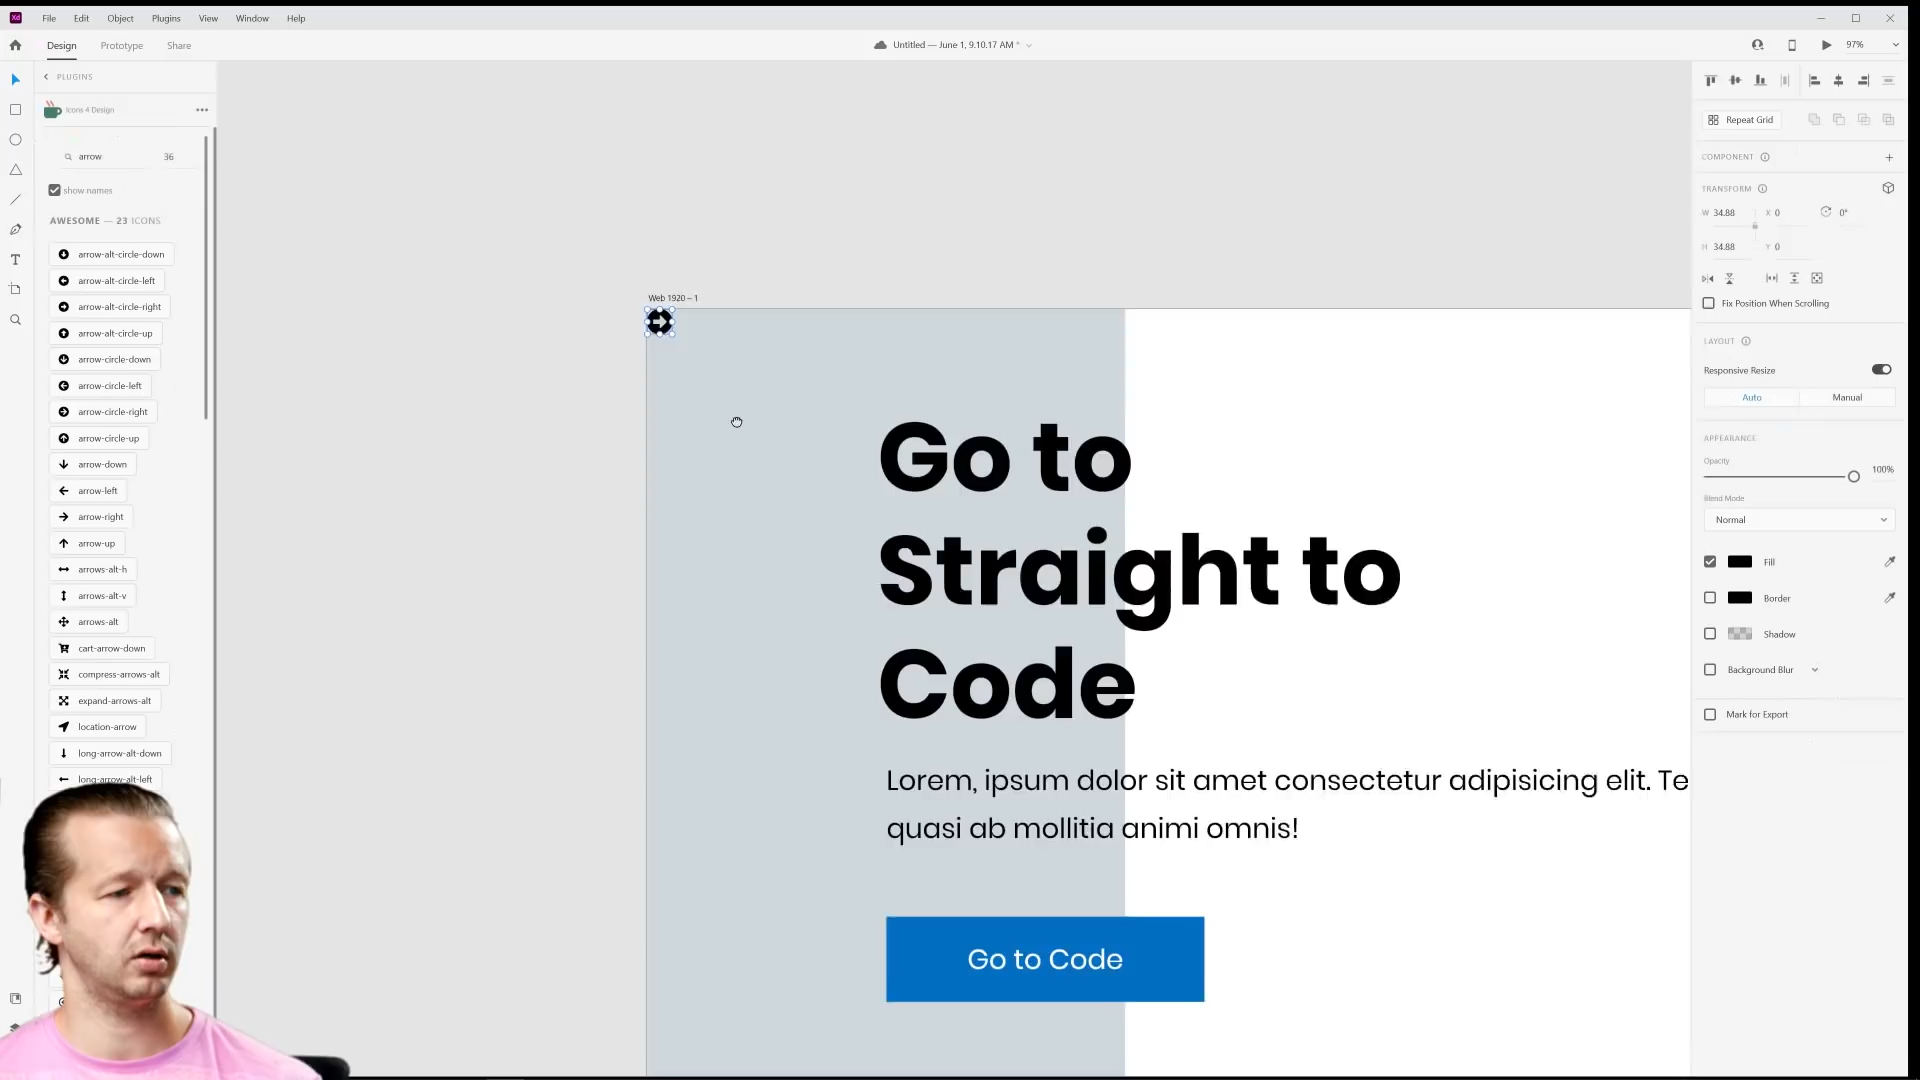 Xd
File Edit Object Plugins View Window Help
Design Prototype Share
Untitled — June 1, 9.10.17 AM *
97%
PLUGINS
Icons 4 Design
arrow 36
show names
AWESOME — 23 ICONS
arrow-alt-circle-down
arrow-alt-circle-left
arrow-alt-circle-right
arrow-alt-circle-up
arrow-circle-down
arrow-circle-left
arrow-circle-right
arrow-circle-up
arrow-down
arrow-left
arrow-right
arrow-up
arrows-alt-h
arrows-alt-v
arrows-alt
cart-arrow-down
compress-arrows-alt
expand-arrows-alt
location-arrow
long-arrow-alt-down
long-arrow-alt-left
Web 1920 – 1
Go to
Straight to
Code
Lorem, ipsum dolor sit amet consectetur adipisicing elit. Te
quasi ab mollitia animi omnis!
Go to Code
Repeat Grid
COMPONENT
TRANSFORM
W 34.88 X 0 0°
H 34.88 Y 0
Fix Position When Scrolling
LAYOUT
Responsive Resize
Auto Manual
APPEARANCE
Opacity
100%
Blend Mode
Normal
Fill
Border
Shadow
Background Blur
Mark for Export